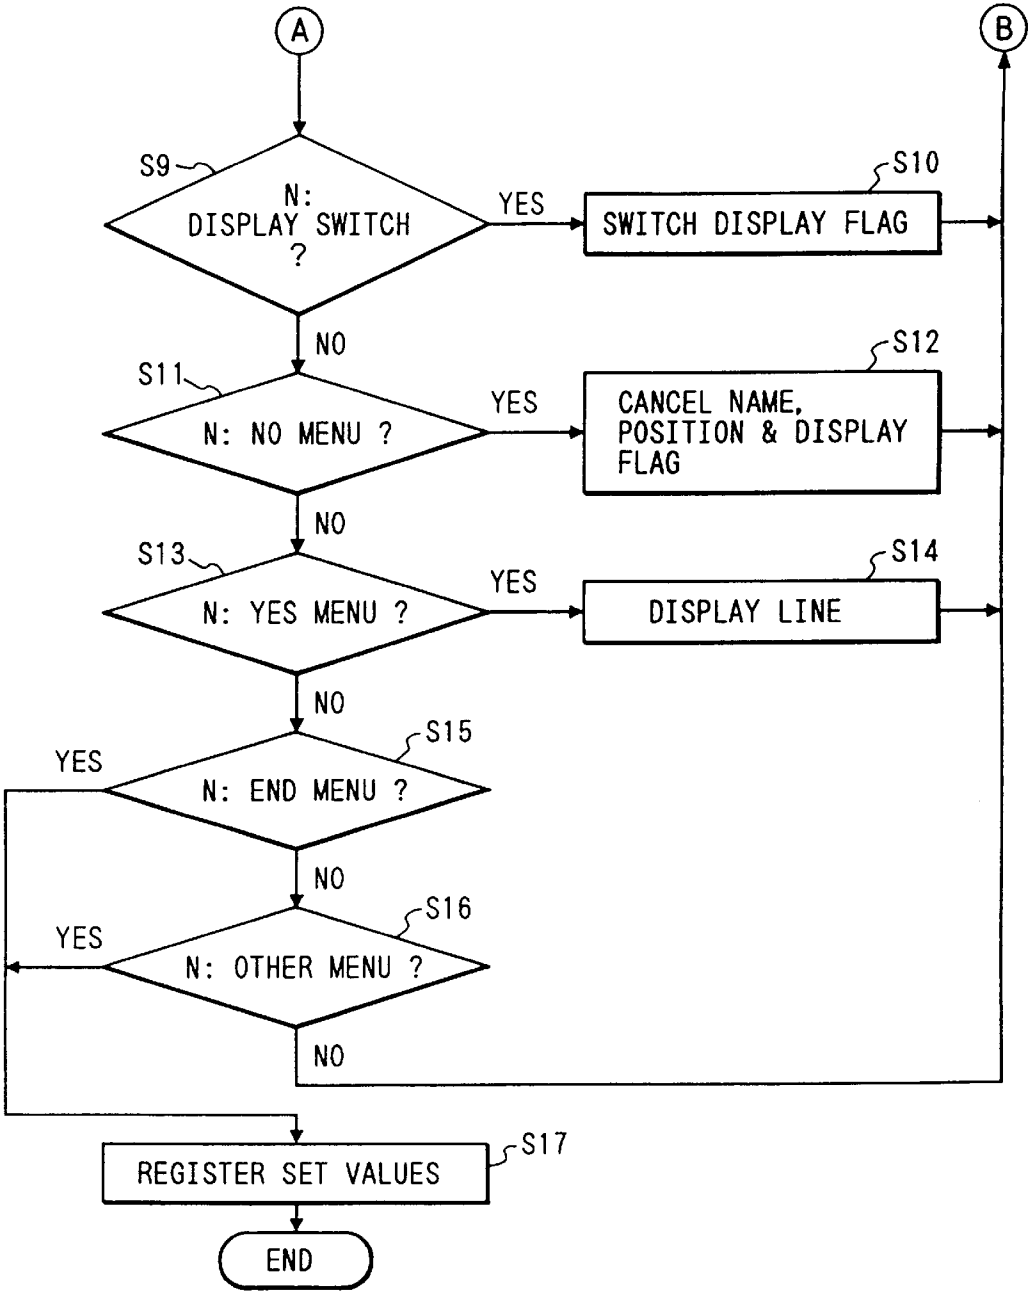 A
B
S9
N:
DISPLAY SWITCH
?
YES
S10
SWITCH DISPLAY FLAG
NO
S11
N: NO MENU ?
YES
S12
CANCEL NAME,
POSITION & DISPLAY
FLAG
NO
S13
N: YES MENU ?
YES
S14
DISPLAY LINE
NO
S15
YES
N: END MENU ?
NO
S16
YES
N: OTHER MENU ?
NO
S17
REGISTER SET VALUES
END